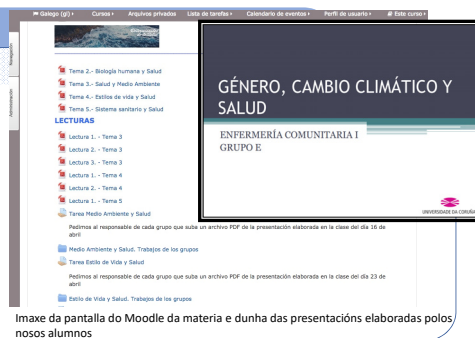 Galego (gl)
Cursos
Arquivos privados
Lista de tarefas
Calendario de eventos
Perfil de usuario
Este curso
Navegación
Administración
Tema 2.- Biología humana y Salud
Tema 3.- Salud y Medio Ambiente
Tema 4.- Estilos de vida y Salud
Tema 5.- Sistema sanitario y Salud
LECTURAS
Lectura 1. - Tema 3
Lectura 2. - Tema 3
Lectura 3. - Tema 3
Lectura 1. - Tema 4
Lectura 2. - Tema 4
Lectura 1. - Tema 5
Tarea Medio Ambiente y Salud
Pedimos al responsable de cada grupo que suba un archivo PDF de la presentación elaborada en la clase del día 16 de
abril
Medio Ambiente y Salud. Trabajos de los grupos
Tarea Estilo de Vida y Salud
Pedimos al responsable de cada grupo que suba un archivo PDF de la presentación elaborada en la clase del día 23 de
abril
Estilo de Vida y Salud. Trabajos de los grupos
GÉNERO, CAMBIO CLIMÁTICO Y
SALUD
ENFERMERÍA COMUNITARIA I
GRUPO E
UNIVERSIDADE DA CORUÑA
Imaxe da pantalla do Moodle da materia e dunha das presentacións elaboradas polos
nosos alumnos